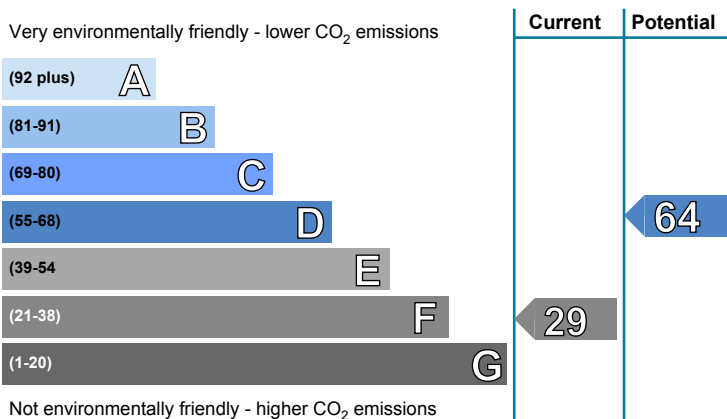 Current Potential
Very environmentally friendly - lower CO2 emissions
(92 plus) A
(81-91) B
(69-80) C
(55-68) D
64
(39-54 E
(21-38) F
29
(1-20) G
Not environmentally friendly - higher CO2 emissions